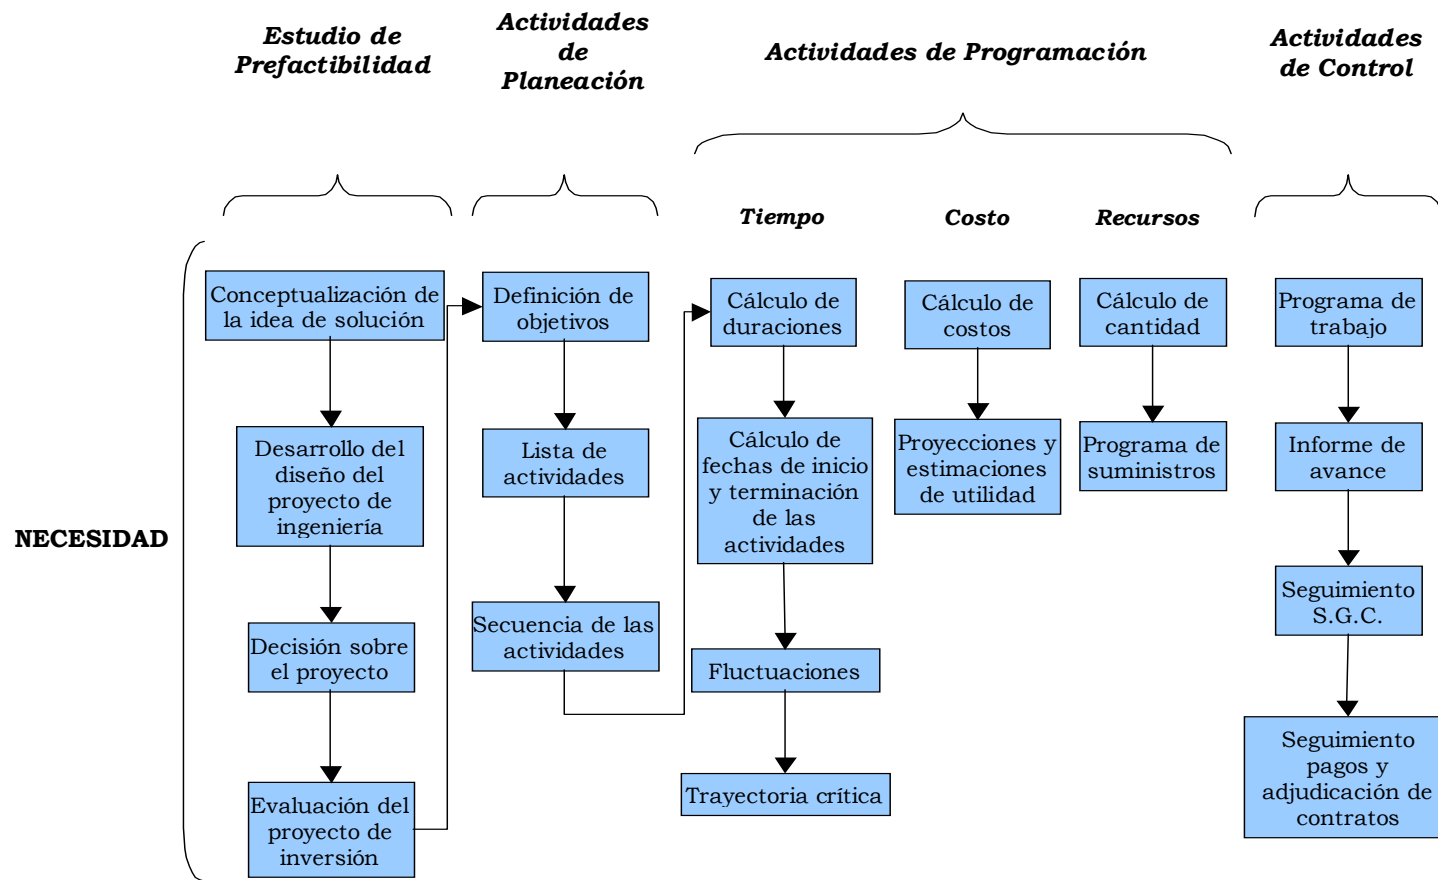 Estudio de
Prefactibilidad
Actividades
de
Planeación
Actividades de Programación
Actividades
de Control
Tiempo
Costo
Recursos
NECESIDAD
Conceptualización de
la idea de solución
Desarrollo del
diseño del
proyecto de
ingeniería
Decisión sobre
el proyecto
Evaluación del
proyecto de
inversión
Definición de
objetivos
Lista de
actividades
Secuencia de las
actividades
Cálculo de
duraciones
Cálculo de
fechas de inicio
y terminación
de las
actividades
Fluctuaciones
Trayectoria crítica
Cálculo de
costos
Proyecciones y
estimaciones
de utilidad
Cálculo de
cantidad
Programa de
suministros
Programa de
trabajo
Informe de
avance
Seguimiento
S.G.C.
Seguimiento
pagos y
adjudicación de
contratos